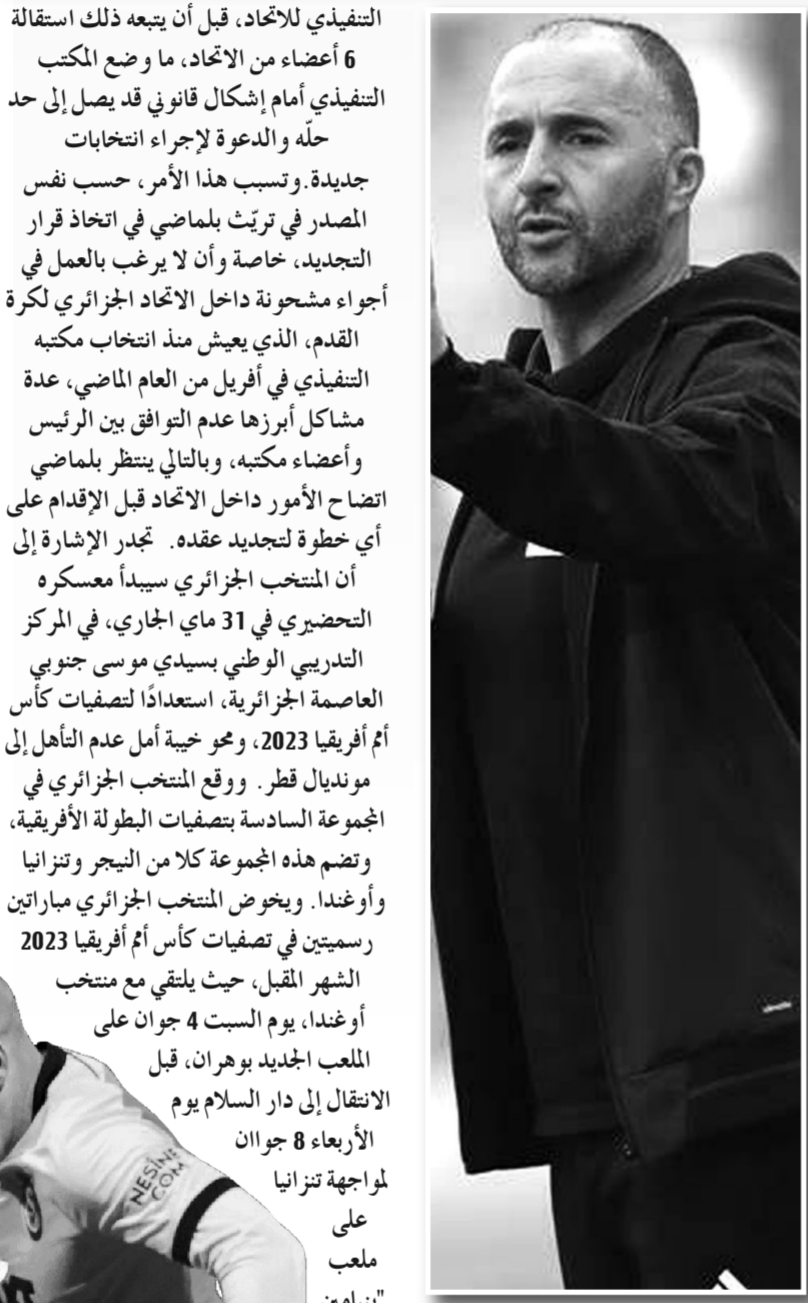 التنفيذي للاتحاد، قبل أن يتبعه ذلك استقالة
6 أعضاء من الاتحاد، ما وضع المكتب
التنفيذي أمام إشكال قانوني قد يصل إلى حد
حلّه والدعوة لإجراء انتخابات
جديدة.وتسبب هذا الأمر، حسب نفس
المصدر في تريّث بلماضي في اتخاذ قرار
التجديد، خاصة وأن لا يرغب بالعمل في
أجواء مشحونة داخل الاتحاد الجزائري لكرة
القدم، الذي يعيش منذ انتخاب مكتبه
التنفيذي في أفريل من العام الماضي، عدة
مشاكل أبرزها عدم التوافق بين الرئيس
وأعضاء مكتبه، وبالتالي ينتظر بلماضي
اتضاح الأمور داخل الاتحاد قبل الإقدام على
أي خطوة لتجديد عقده. تجدر الإشارة إلى
أن المنتخب الجزائري سيبدأ معسكره
التحضيري في 31 ماي الجاري، في المركز
التدريبي الوطني بسيدي موسى جنوبي
العاصمة الجزائرية، استعدادًا لتصفيات كأس
أمم أفريقيا 2023، ومحو خيبة أمل عدم التأهل إلى
مونديال قطر. ووقع المنتخب الجزائري في
المجموعة السادسة بتصفيات البطولة الأفريقية،
وتضم هذه المجموعة كلا من النيجر وتنزانيا
وأوغندا. ويخوض المنتخب الجزائري مباراتين
رسميتين في تصفيات كأس أمم أفريقيا 2023
الشهر المقبل، حيث يلتقي مع منتخب
أوغندا، يوم السبت 4 جوان على
الملعب الجديد بوهران، قبل
الانتقال إلى دار السلام يوم
الأربعاء 8 جواان
لمواجهة تنزانيا
على
ملعب
NESINE
.COM